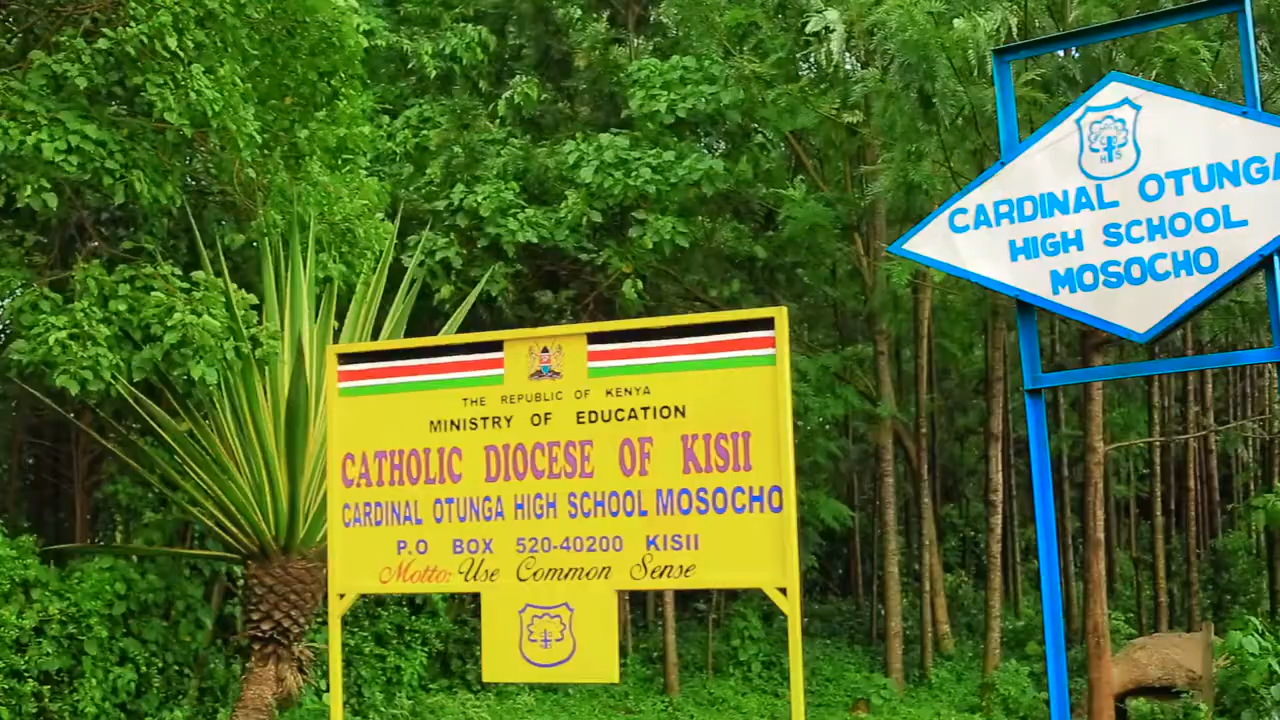 THE REPUBLIC OF KENYA
MINISTRY OF EDUCATION
CATHOLIC DIOCESE OF KISII
CARDINAL OTUNGA HIGH SCHOOL MOSOCHO
P.O BOX 520-40200 KISII
Motto: Use Common Sense
CARDINAL OTUNGA
HIGH SCHOOL
MOSOCHO